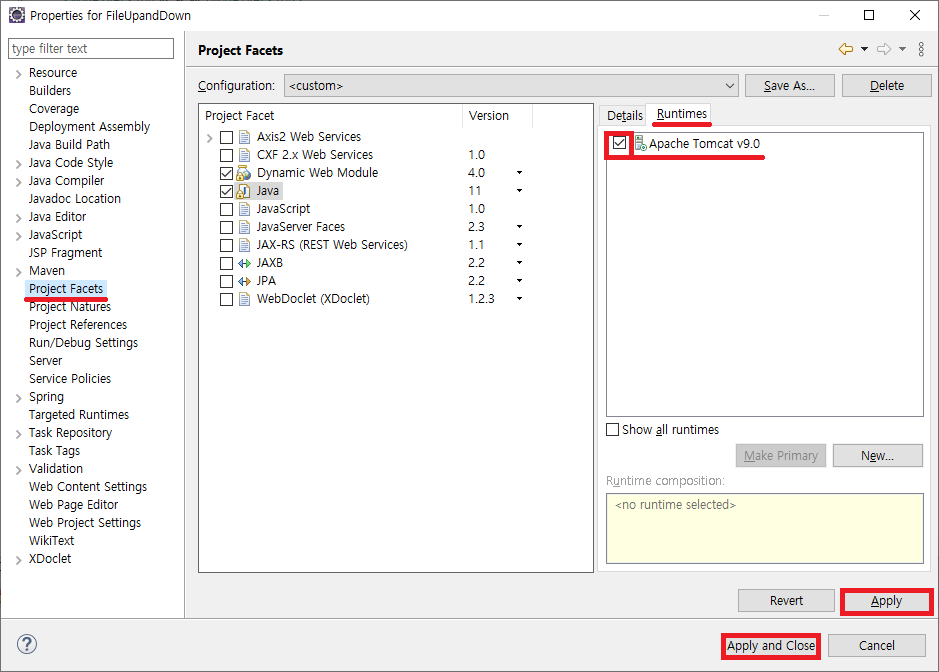 Properties for FileUpandDown
type filter text
Resource
Builders
Coverage
Deployment Assembly
Java Build Path
Java Code Style
Java Compiler
Javadoc Location
Java Editor
JavaScript
JSP Fragment
Maven
Project Facets
Project Natures
Project References
Run/Debug Settings
Server
Service Policies
Spring
Targeted Runtimes
Task Repository
Task Tags
Validation
Web Content Settings
Web Page Editor
Web Project Settings
WikiText
XDoclet
Project Facets
Configuration: <custom> Save As... Delete
Project Facet Version
Axis2 Web Services
CXF 2.x Web Services 1.0
Dynamic Web Module 4.0
Java 11
JavaScript 1.0
JavaServer Faces 2.3
JAX-RS (REST Web Services) 1.1
JAXB 2.2
JPA 2.2
WebDoclet (XDoclet) 1.2.3
Details Runtimes
Apache Tomcat v9.0
Show all runtimes
Make Primary New...
Runtime composition:
<no runtime selected>
Revert Apply
? Apply and Close Cancel